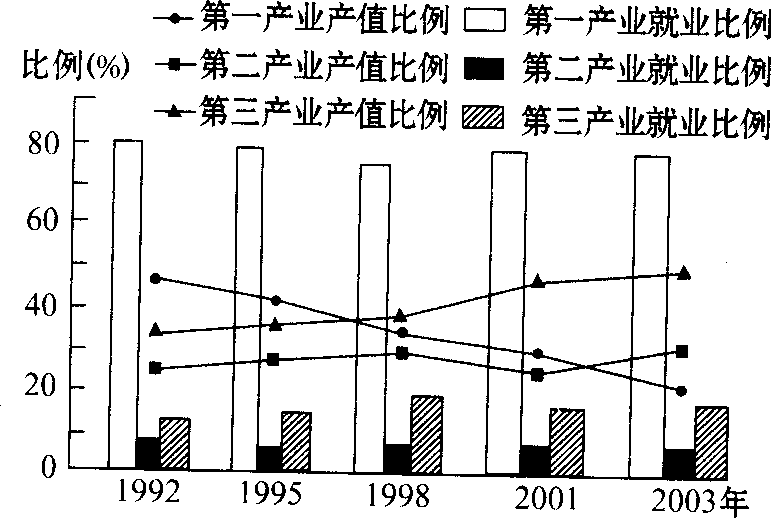 第一产业产值比例 第一产业就业比例
比例(%) 第二产业产值比例 第二产业就业比例
第三产业产值比例 第三产业就业比例
80
60
40
20
0
1992 1995 1998 2001 2003年